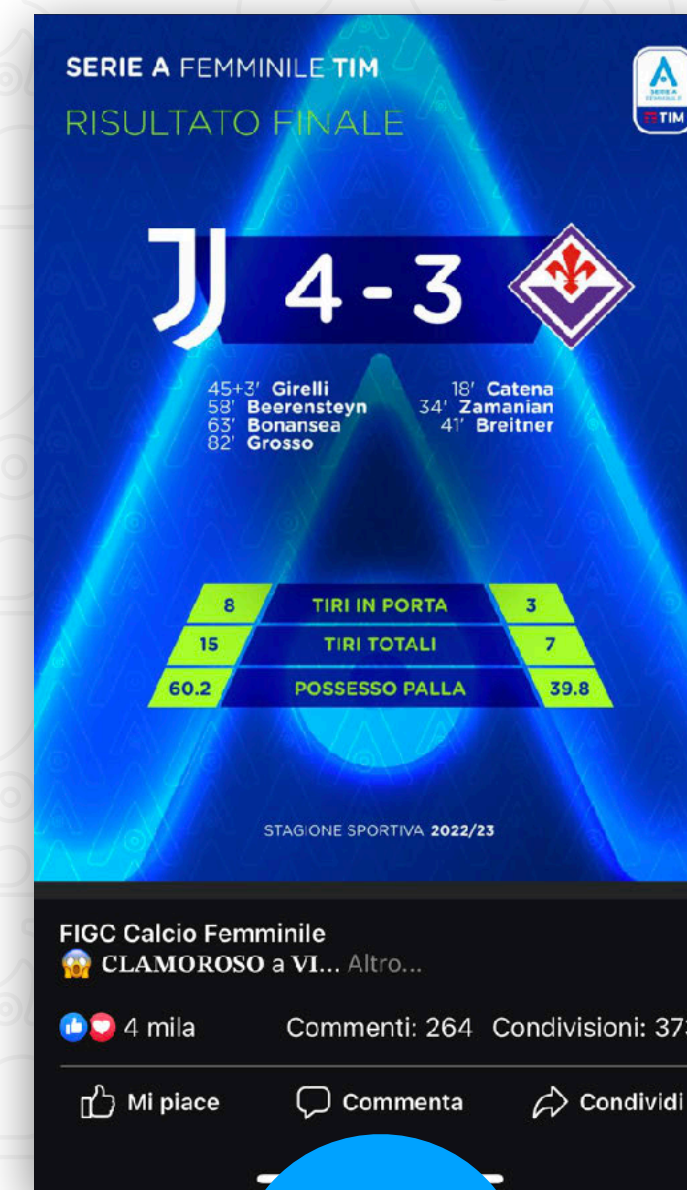 SERIE A FEMMINILE TIM
RISULTATO FINALE
SERIE A
TIM
4 - 3
45+3' Girelli
58' Beerensteyn
63' Bonansea
82' Grosso
18' Catena
34' Zamanian
41' Breitner
8 TIRI IN PORTA 3
15 TIRI TOTALI 7
60.2 POSSESSO PALLA 39.8
STAGIONE SPORTIVA 2022/23
FIGC Calcio Femminile
😱 CLAMOROSO a VI... Altro...
4 mila Commenti: 264 Condivisioni:
Mi piace Commenta Condividi